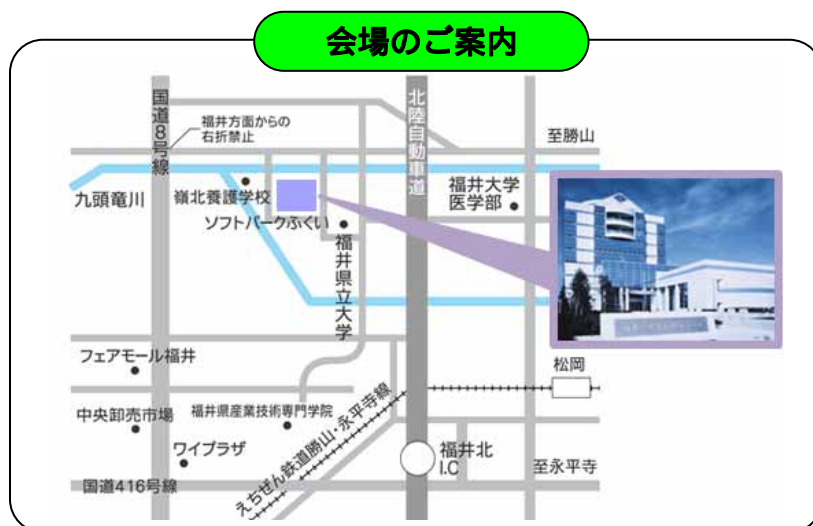 会場のご案内
国道8号線
福井方面からの
右折禁止
北陸自動車道
至勝山
九頭竜川
嶺北養護学校
福井大学
医学部
ソフトパークふくい
福井県立大学
フェアモール福井
松岡
中央卸売市場
福井県産業技術専門学院
ワイプラザ
えちぜん鉄道勝山・永平寺線
福井北
I.C
至永平寺
国道416号線